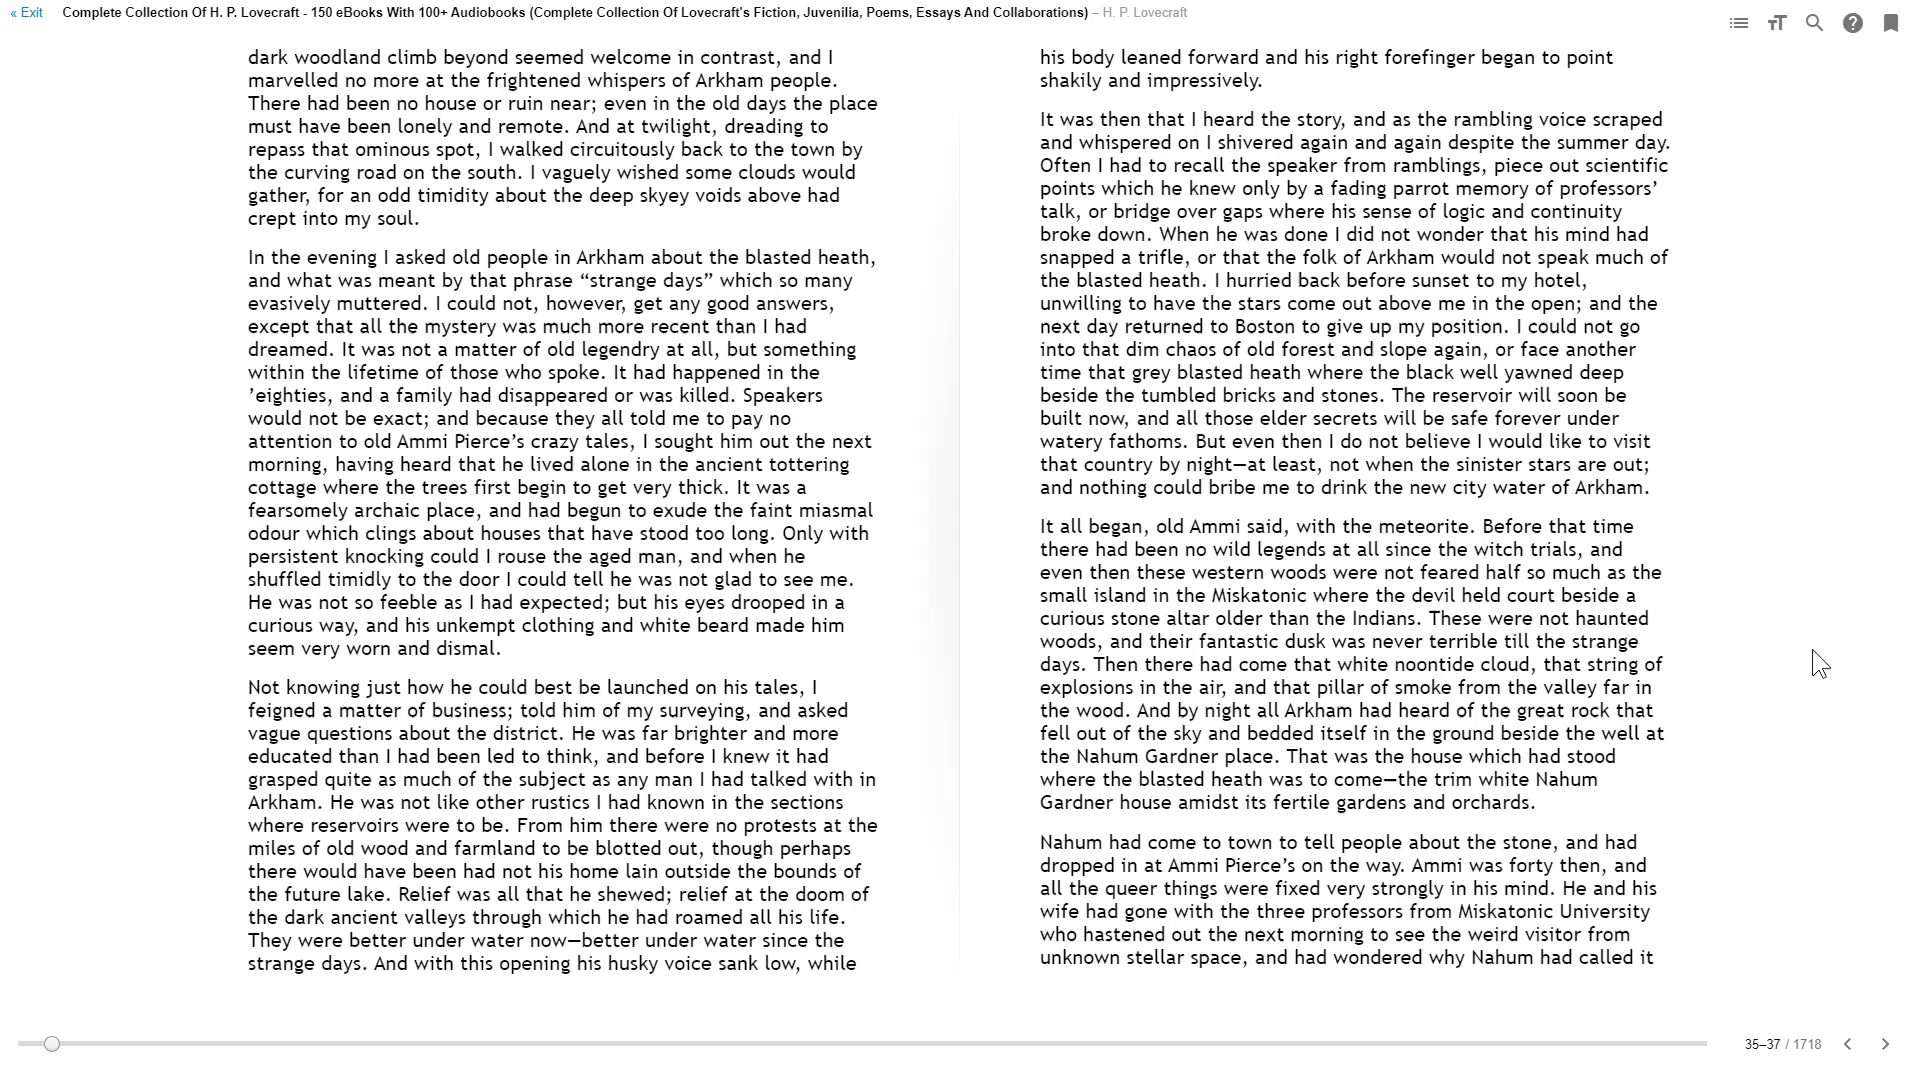 « Exit
Complete Collection Of H. P. Lovecraft - 150 eBooks With 100+ Audiobooks (Complete Collection Of Lovecraft's Fiction, Juvenilia, Poems, Essays And Collaborations) – H. P. Lovecraft
dark woodland climb beyond seemed welcome in contrast, and I
marvelled no more at the frightened whispers of Arkham people.
There had been no house or ruin near; even in the old days the place
must have been lonely and remote. And at twilight, dreading to
repass that ominous spot, I walked circuitously back to the town by
the curving road on the south. I vaguely wished some clouds would
gather, for an odd timidity about the deep skyey voids above had
crept into my soul.
In the evening I asked old people in Arkham about the blasted heath,
and what was meant by that phrase “strange days” which so many
evasively muttered. I could not, however, get any good answers,
except that all the mystery was much more recent than I had
dreamed. It was not a matter of old legendry at all, but something
within the lifetime of those who spoke. It had happened in the
’eighties, and a family had disappeared or was killed. Speakers
would not be exact; and because they all told me to pay no
attention to old Ammi Pierce’s crazy tales, I sought him out the next
morning, having heard that he lived alone in the ancient tottering
cottage where the trees first begin to get very thick. It was a
fearsomely archaic place, and had begun to exude the faint miasmal
odour which clings about houses that have stood too long. Only with
persistent knocking could I rouse the aged man, and when he
shuffled timidly to the door I could tell he was not glad to see me.
He was not so feeble as I had expected; but his eyes drooped in a
curious way, and his unkempt clothing and white beard made him
seem very worn and dismal.
Not knowing just how he could best be launched on his tales, I
feigned a matter of business; told him of my surveying, and asked
vague questions about the district. He was far brighter and more
educated than I had been led to think, and before I knew it had
grasped quite as much of the subject as any man I had talked with in
Arkham. He was not like other rustics I had known in the sections
where reservoirs were to be. From him there were no protests at the
miles of old wood and farmland to be blotted out, though perhaps
there would have been had not his home lain outside the bounds of
the future lake. Relief was all that he shewed; relief at the doom of
the dark ancient valleys through which he had roamed all his life.
They were better under water now—better under water since the
strange days. And with this opening his husky voice sank low, while
his body leaned forward and his right forefinger began to point
shakily and impressively.
It was then that I heard the story, and as the rambling voice scraped
and whispered on I shivered again and again despite the summer day.
Often I had to recall the speaker from ramblings, piece out scientific
points which he knew only by a fading parrot memory of professors’
talk, or bridge over gaps where his sense of logic and continuity
broke down. When he was done I did not wonder that his mind had
snapped a trifle, or that the folk of Arkham would not speak much of
the blasted heath. I hurried back before sunset to my hotel,
unwilling to have the stars come out above me in the open; and the
next day returned to Boston to give up my position. I could not go
into that dim chaos of old forest and slope again, or face another
time that grey blasted heath where the black well yawned deep
beside the tumbled bricks and stones. The reservoir will soon be
built now, and all those elder secrets will be safe forever under
watery fathoms. But even then I do not believe I would like to visit
that country by night—at least, not when the sinister stars are out;
and nothing could bribe me to drink the new city water of Arkham.
It all began, old Ammi said, with the meteorite. Before that time
there had been no wild legends at all since the witch trials, and
even then these western woods were not feared half so much as the
small island in the Miskatonic where the devil held court beside a
curious stone altar older than the Indians. These were not haunted
woods, and their fantastic dusk was never terrible till the strange
days. Then there had come that white noontide cloud, that string of
explosions in the air, and that pillar of smoke from the valley far in
the wood. And by night all Arkham had heard of the great rock that
fell out of the sky and bedded itself in the ground beside the well at
the Nahum Gardner place. That was the house which had stood
where the blasted heath was to come—the trim white Nahum
Gardner house amidst its fertile gardens and orchards.
Nahum had come to town to tell people about the stone, and had
dropped in at Ammi Pierce’s on the way. Ammi was forty then, and
all the queer things were fixed very strongly in his mind. He and his
wife had gone with the three professors from Miskatonic University
who hastened out the next morning to see the weird visitor from
unknown stellar space, and had wondered why Nahum had called it
35–37 / 1718